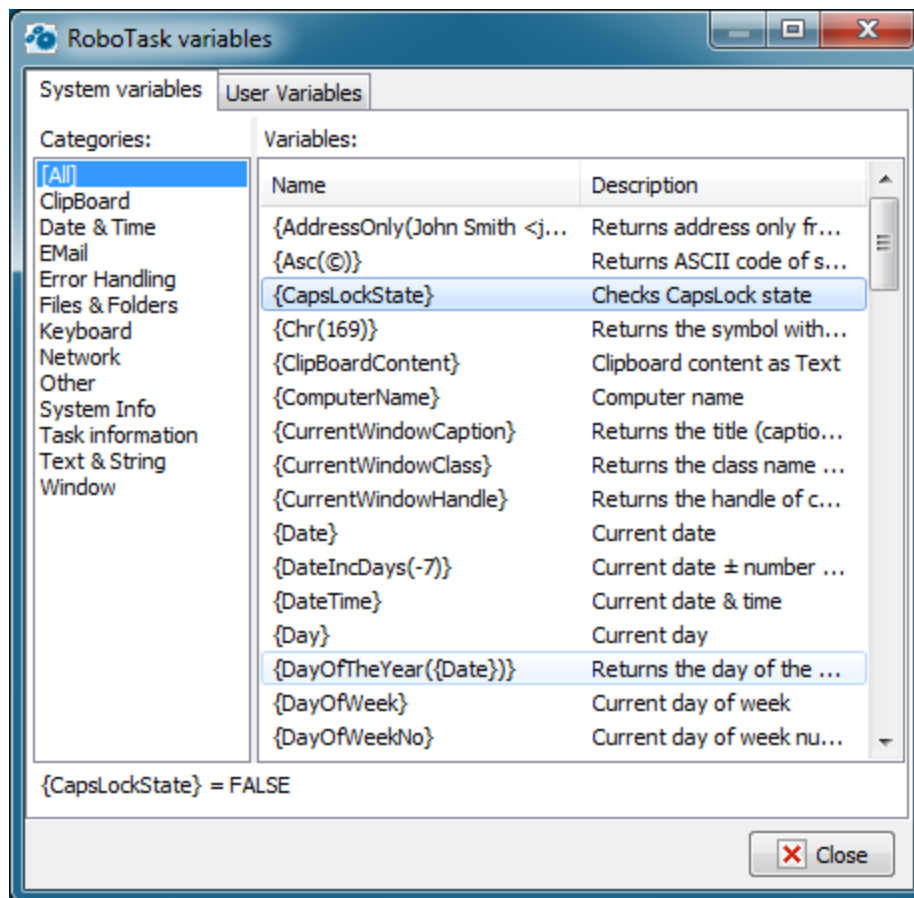 RoboTask variables
System variables User Variables
Categories:
[All]
ClipBoard
Date & Time
EMail
Error Handling
Files & Folders
Keyboard
Network
Other
System Info
Task information
Text & String
Window
Variables:
Name Description
{AddressOnly(John Smith <j... Returns address only fr...
{Asc(©)} Returns ASCII code of s...
{CapsLockState} Checks CapsLock state
{Chr(169)} Returns the symbol with...
{ClipBoardContent} Clipboard content as Text
{ComputerName} Computer name
{CurrentWindowCaption} Returns the title (captio...
{CurrentWindowClass} Returns the class name ...
{CurrentWindowHandle} Returns the handle of c...
{Date} Current date
{DateIncDays(-7)} Current date ± number ...
{DateTime} Current date & time
{Day} Current day
{DayOfTheYear({Date})} Returns the day of the ...
{DayOfWeek} Current day of week
{DayOfWeekNo} Current day of week nu...
{CapsLockState} = FALSE
Close